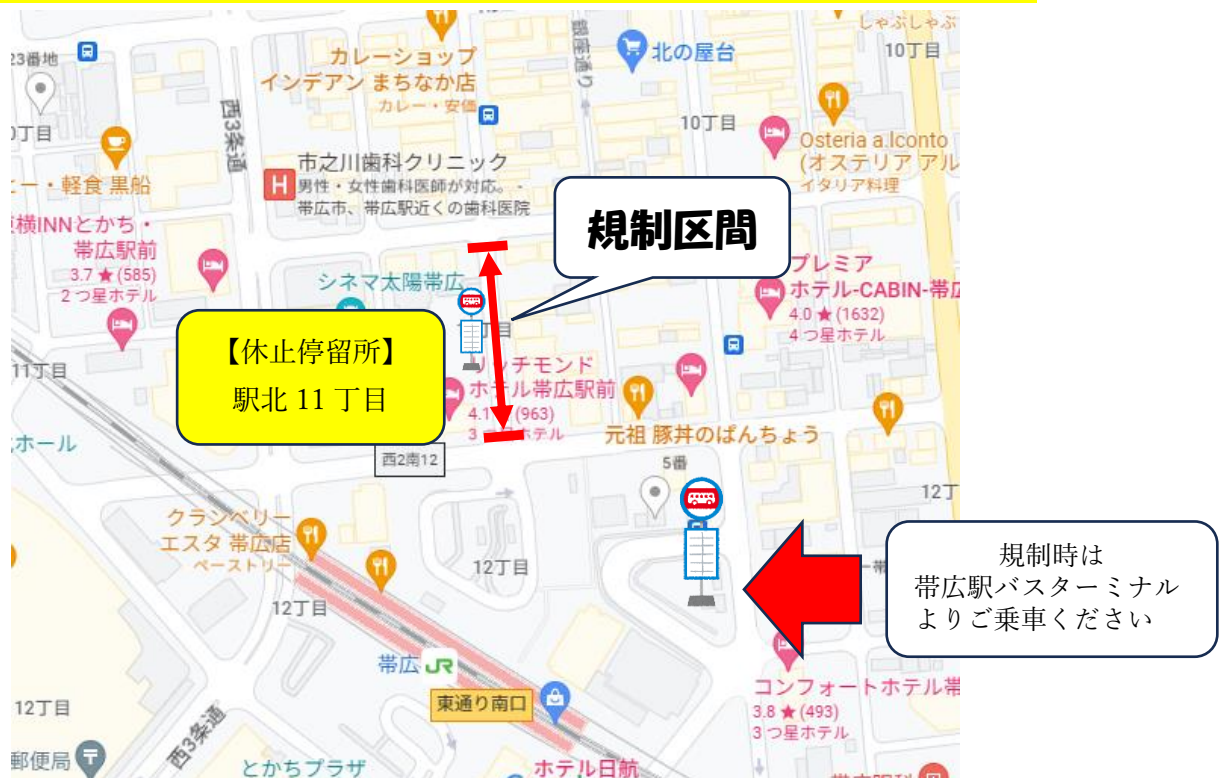 しゃぶしゃぶ
23番地
カレーショップ
インデアン まちなか店
カレー・安価
銀座通り
北の屋台
10丁目
西3条通
10丁目
0丁目
Osteria a lconto
(オステリア アル
イタリア料理
市之川歯科クリニック
H
男性・女性歯科医師が対応。 -
帯広市、帯広駅近くの歯科医院
ー・軽食 黒船
規制区間
横INNとかち・
帯広駅前
3.7 ★ (585)
2つ星ホテル
シネマ太陽帯広
プレミア
ホテル-CABIN-帯広
4.0 ★ (1632)
4つ星ホテル
【休止停留所】
駅北 11 丁目
11丁目
丁目
リッチモンド
ホテル帯広駅前
4.1 (963)
3つ星ホテル
元祖 豚丼のぱんちょう
ホール
西2南12
5番
12丁
クランベリー
エスタ 帯広店
ペーストリー
12丁目
12丁目
規制時は
帯広駅バスターミナル
よりご乗車ください
帯広 JR
東通り南口
コンフォートホテル帯
3.8 ★ (493)
3つ星ホテル
12丁目
西3条通
郵便局
とかちプラザ
ホテル日航